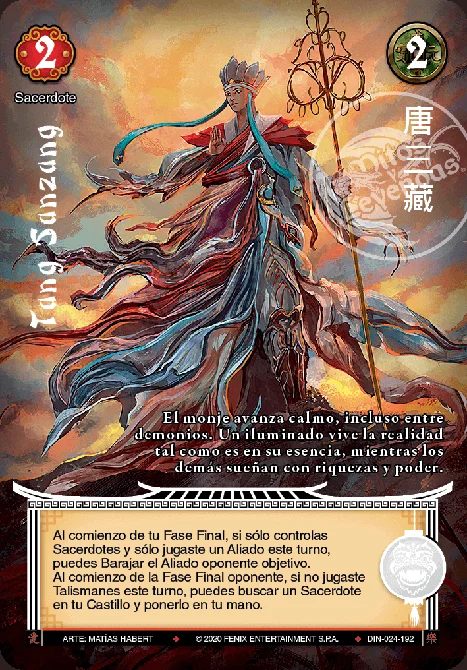 2
2
Sacerdote
Tang Sanzang
唐三藏
Mitos y
Leyendas
El monje avanza calmo, incluso entre
demonios. Un iluminado vive la realidad
tal como es en su esencia, mientras los
demás sueñan con riquezas y poder.
Al comienzo de tu Fase Final, si sólo controlas
Sacerdotes y sólo jugaste un Aliado este turno,
puedes Barajar el Aliado oponente objetivo.
Al comienzo de la Fase Final oponente, si no jugaste
Talismanes este turno, puedes buscar un Sacerdote
en tu Castillo y ponerlo en tu mano.
ARTE: MATÍAS HABERT ◆ © 2020 FENIX ENTERTAINMENT S.P.A. ◆ DIN-024-192